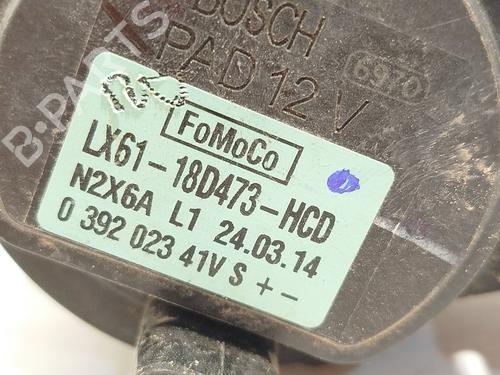 BOSCH
PAD 12 V
6970
FoMoCo
LX61-18D473-HCD
N2X6A L1 24.03.14
0 392 023 41V S + -
B-PARTS